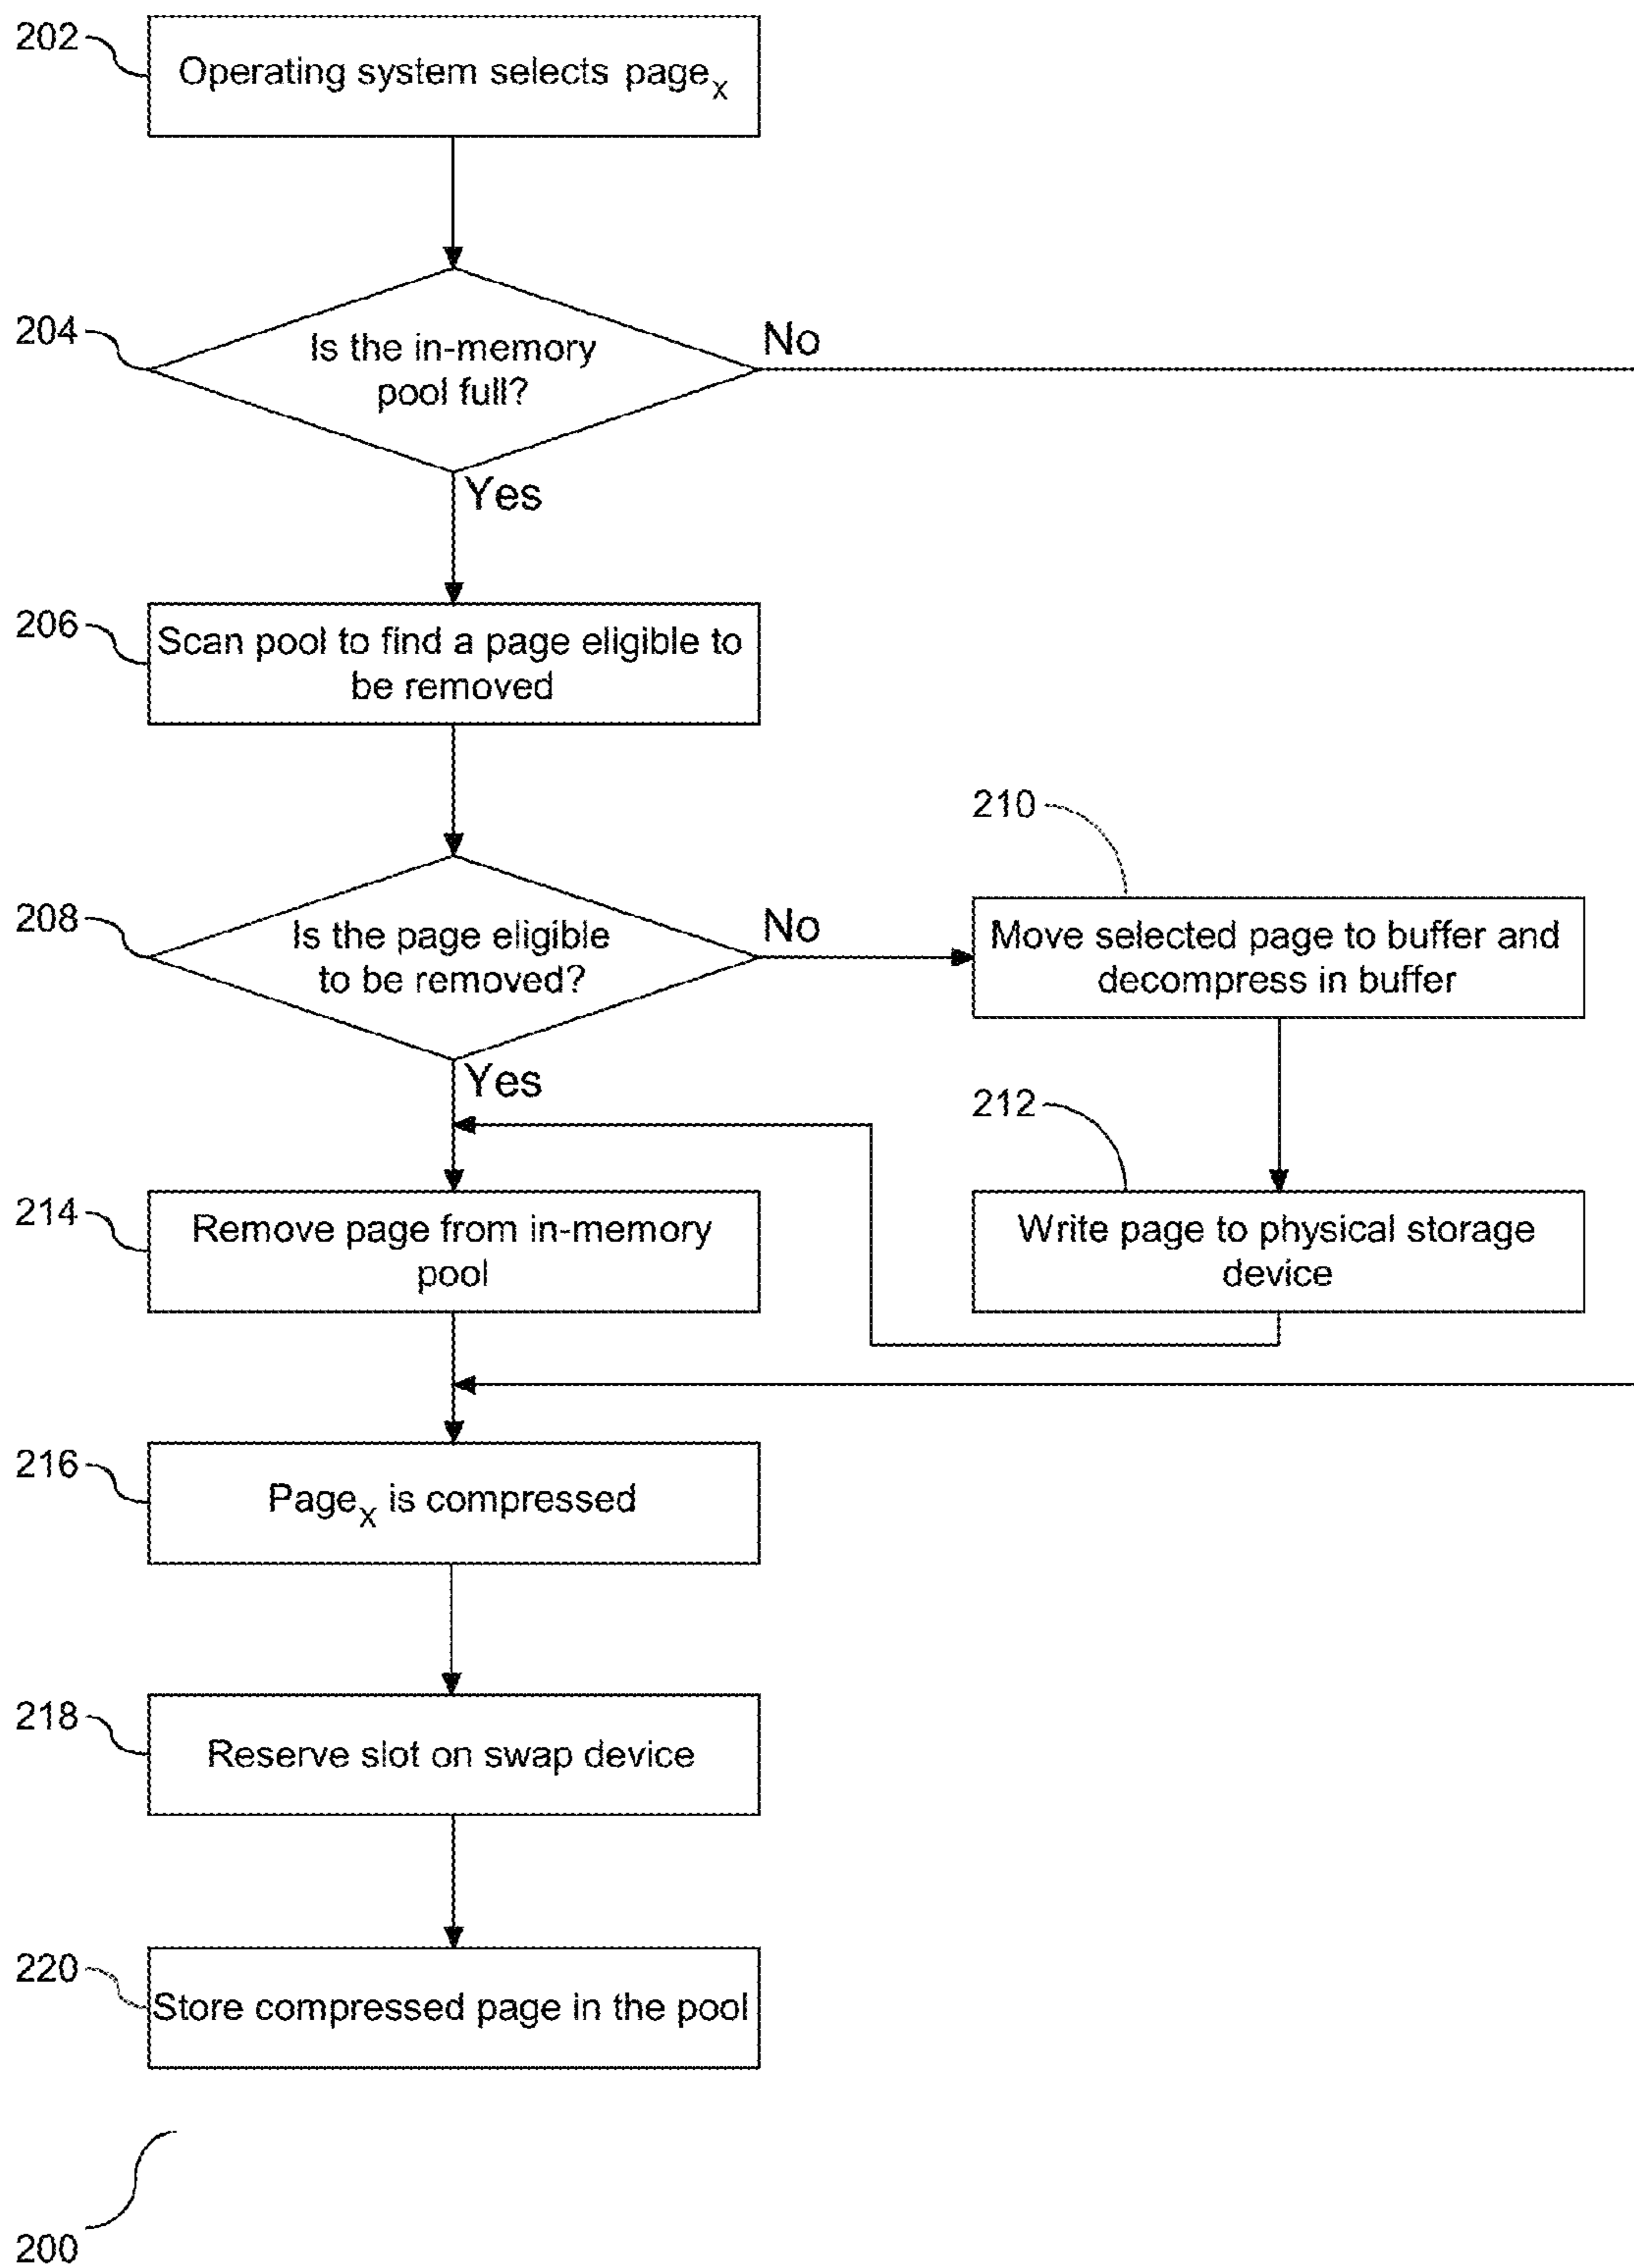 202
Operating system selects pageX
204
Is the in-memory
pool full?
No
Yes
206
Scan pool to find a page eligible to
be removed
208
Is the page eligible
to be removed?
No
Yes
210
Move selected page to buffer and
decompress in buffer
212
Write page to physical storage
device
214
Remove page from in-memory
pool
216
PageX is compressed
218
Reserve slot on swap device
220
Store compressed page in the pool
200